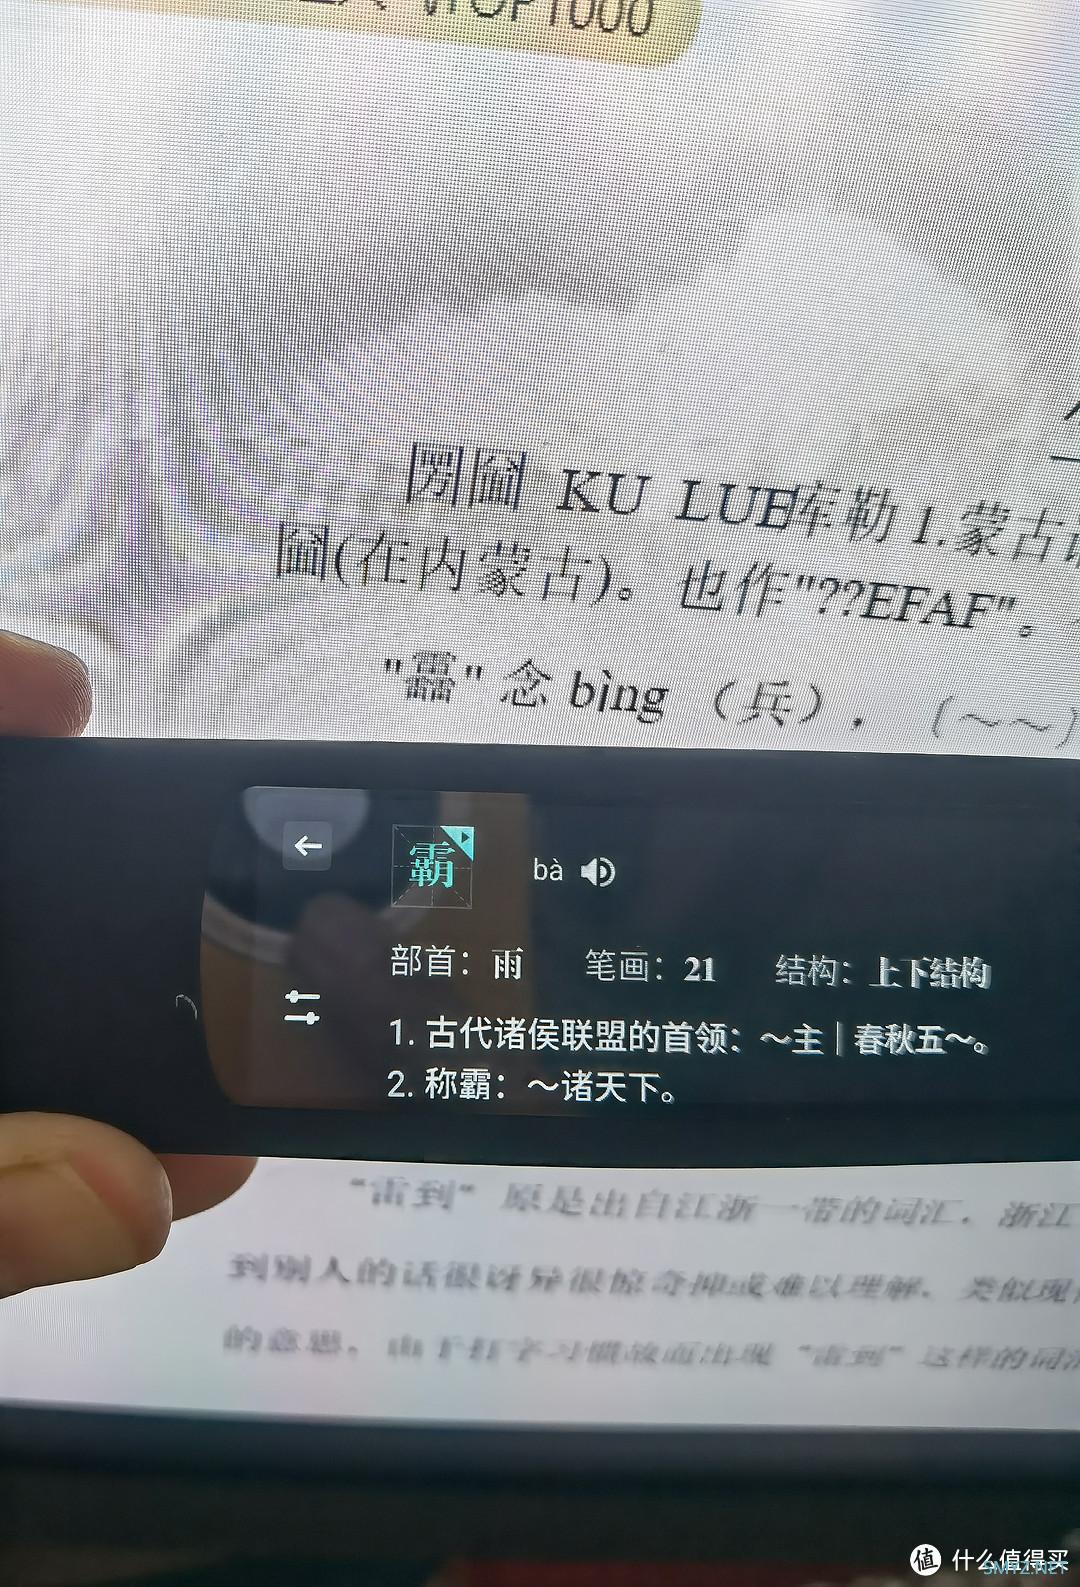 TOP1000
KU LUE库勒 1.蒙古
(在内蒙古)。也作"??EFAF"。
"靐" 念 bìng （兵），（～～）
霸 bà
部首：雨 笔画：21 结构：上下结构
1. 古代诸侯联盟的首领：～主｜春秋五～。
2. 称霸：～诸天下。
“雷到” 原是出自江浙一带的词汇．浙江
到别人的话很讶异很惊奇抑或难以理解．类似现
的意思。由于打字习惯故而出现 “雷到” 这样的词
值 什么值得买
SMYZ.NET